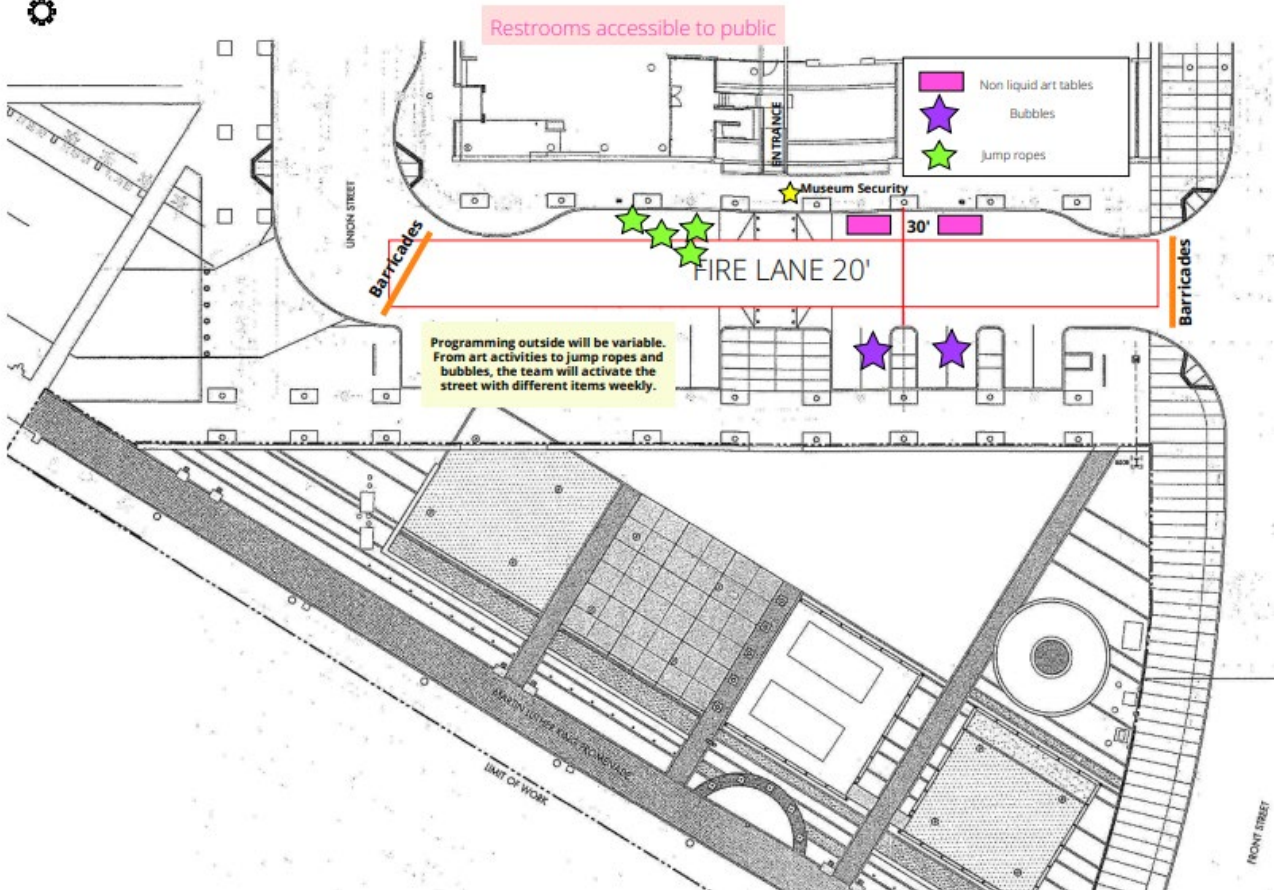 Restrooms accessible to public
Non liquid art tables
Bubbles
Jump ropes
ENTRANCE
Museum Security
UNION STREET
30'
Barricades
FIRE LANE 20'
Barricades
Programming outside will be variable.
From art activities to jump ropes and
bubbles, the team will activate the
street with different items weekly.
MARTIN LUTHER KING PROMENADE
LIMIT OF WORK
FRONT STREET